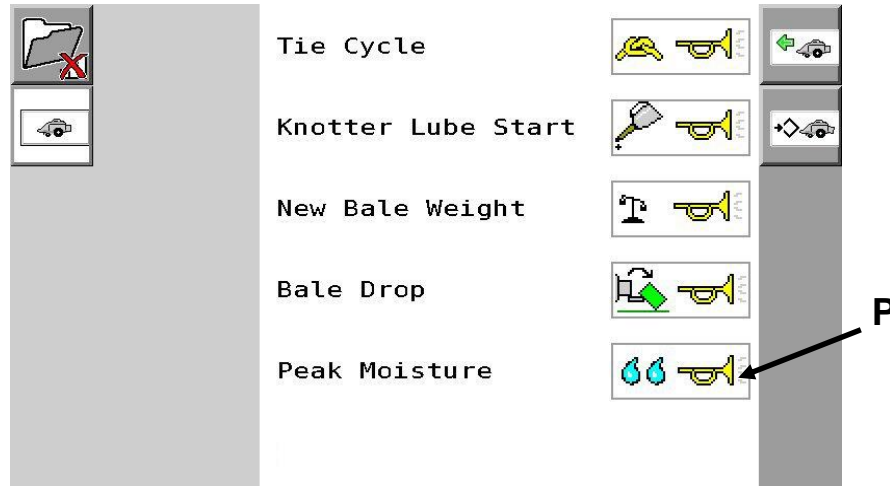 Tie Cycle
Knotter Lube Start
New Bale Weight
Bale Drop
Peak Moisture
P